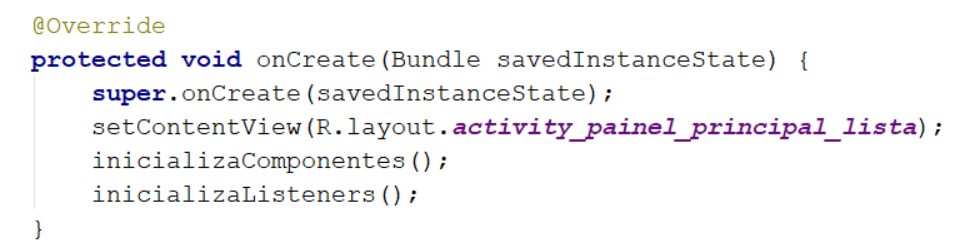 @Override
protected void onCreate(Bundle savedInstanceState) {
    super.onCreate(savedInstanceState);
    setContentView(R.layout.activity_painel_principal_lista);
    inicializaComponentes();
    inicializaListeners();
}